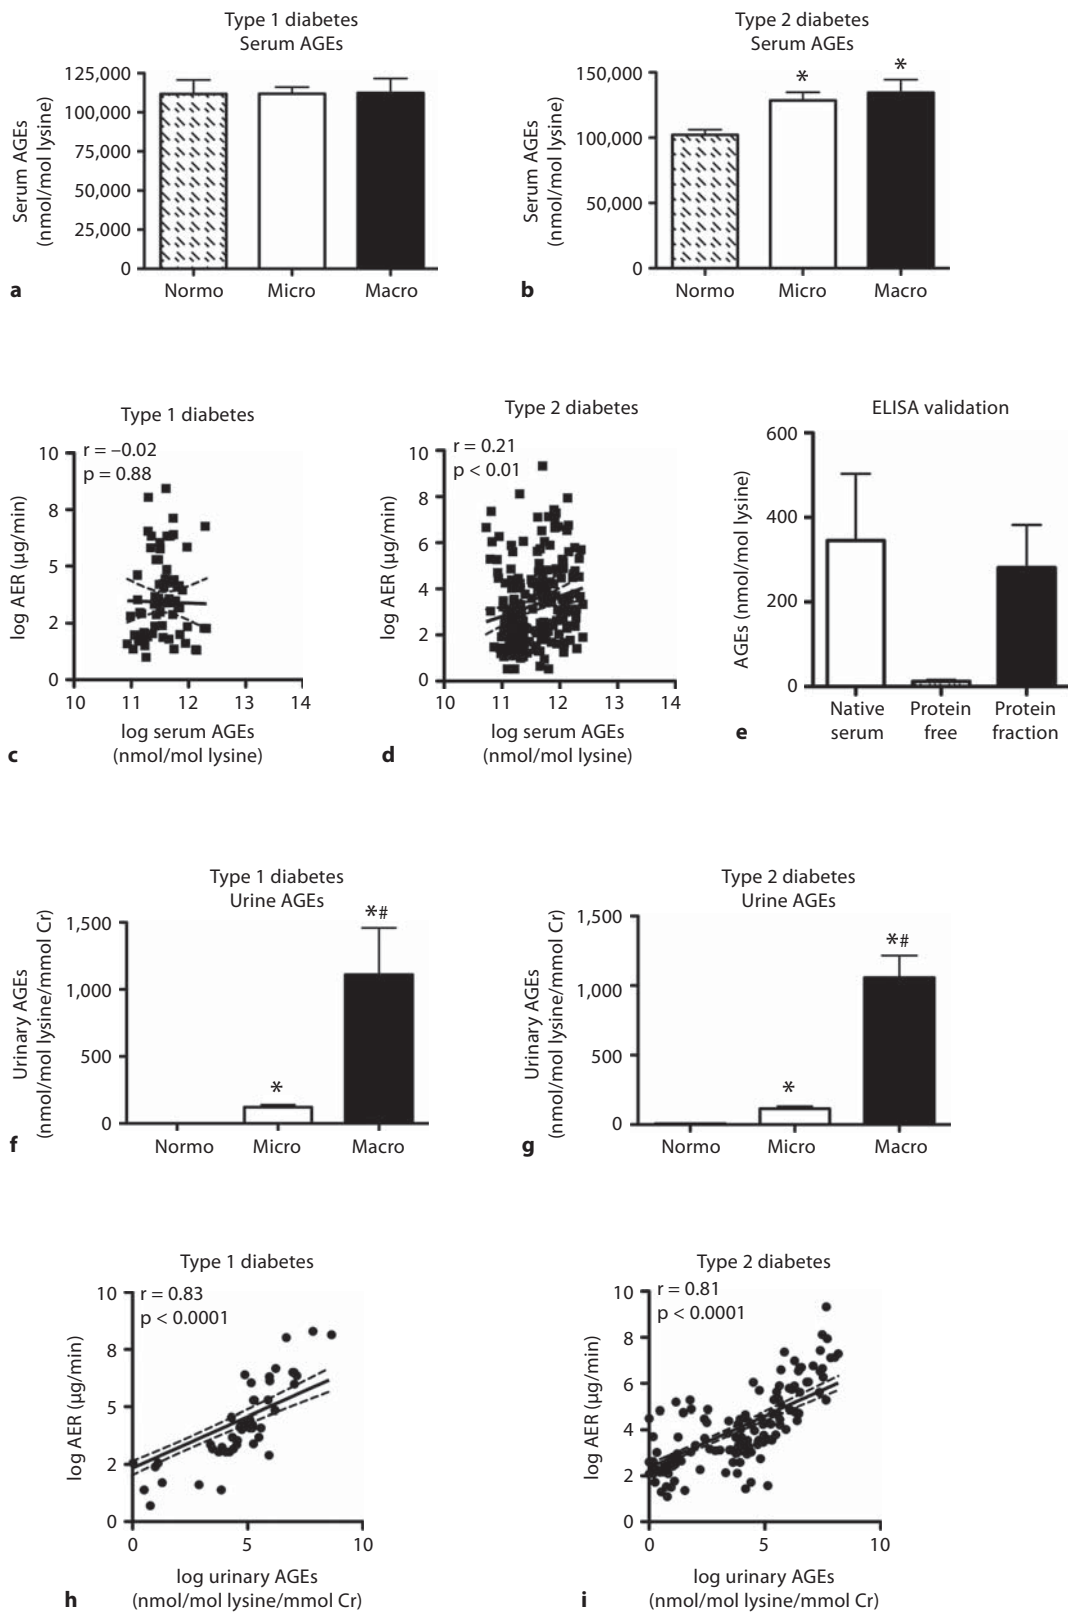 Type 1 diabetes
Serum AGEs
Serum AGEs
(nmol/mol lysine)
125,000
100,000
75,000
50,000
25,000
0
Normo Micro Macro
a
Type 2 diabetes
Serum AGEs
Serum AGEs
(nmol/mol lysine)
150,000
100,000
50,000
0
* *
Normo Micro Macro
b
Type 1 diabetes
r = –0.02
p = 0.88
log AER (µg/min)
10
8
5
2
0
10 11 12 13 14
log serum AGEs
(nmol/mol lysine)
c
Type 2 diabetes
r = 0.21
p < 0.01
log AER (µg/min)
10
8
6
4
2
0
10 11 12 13 14
log serum AGEs
(nmol/mol lysine)
d
ELISA validation
AGEs (nmol/mol lysine)
600
400
200
0
Native serum
Protein free
Protein fraction
e
Type 1 diabetes
Urine AGEs
Urinary AGEs
(nmol/mol lysine/mmol Cr)
1,500
1,000
500
0
*
*#
Normo Micro Macro
f
Type 2 diabetes
Urine AGEs
Urinary AGEs
(nmol/mol lysine/mmol Cr)
1,500
1,000
500
0
*
*#
Normo Micro Macro
g
Type 1 diabetes
r = 0.83
p < 0.0001
log AER (µg/min)
10
8
5
2
0
0 5 10
log urinary AGEs
(nmol/mol lysine/mmol Cr)
h
Type 2 diabetes
r = 0.81
p < 0.0001
log AER (µg/min)
10
8
6
4
2
0
0 5 10
log urinary AGEs
(nmol/mol lysine/mmol Cr)
i